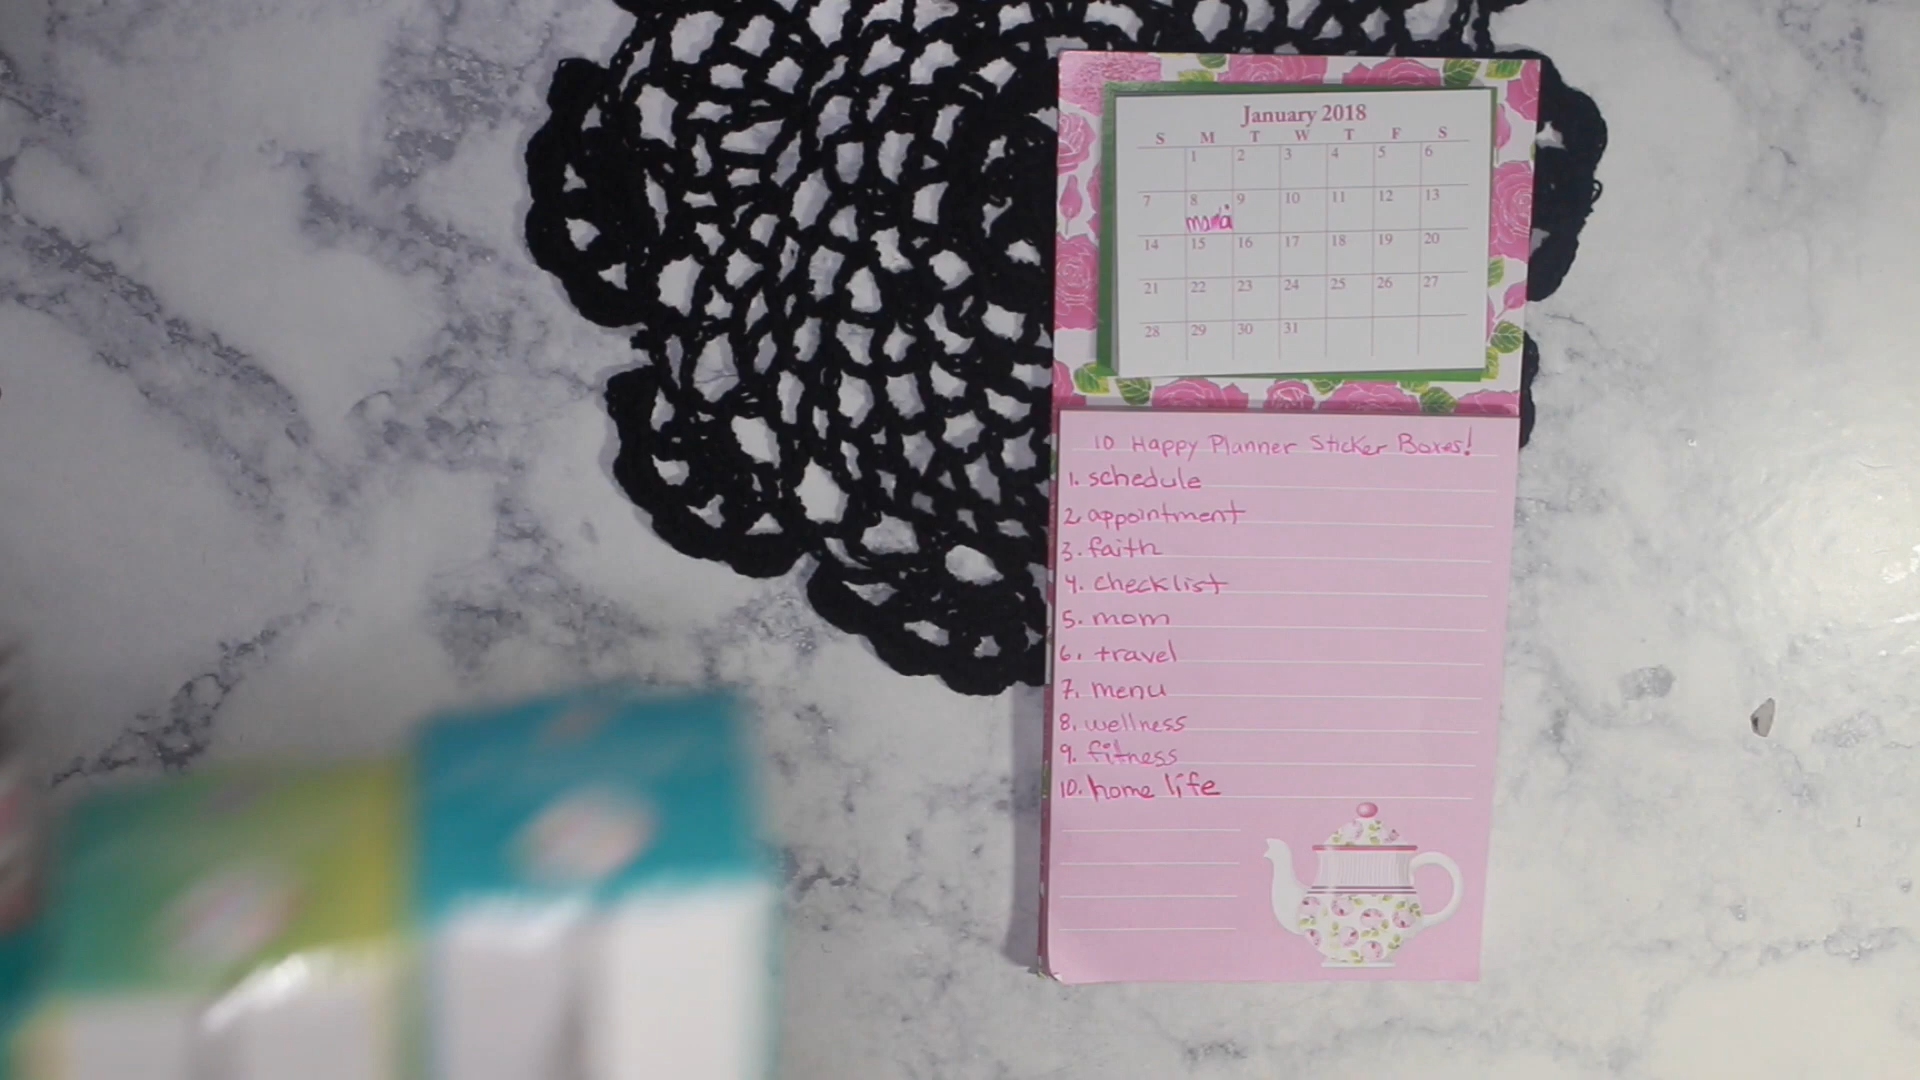 January 2018
S M T W T F S
1 2 3 4 5 6
7 8 9 10 11 12 13
14 15 16 17 18 19 20
21 22 23 24 25 26 27
28 29 30 31
10 Happy Planner Sticker Boxes!
1. schedule
2. appointment
3. faith
4. checklist
5. mom
6. travel
7. menu
8. wellness
9. fitness
10. home life